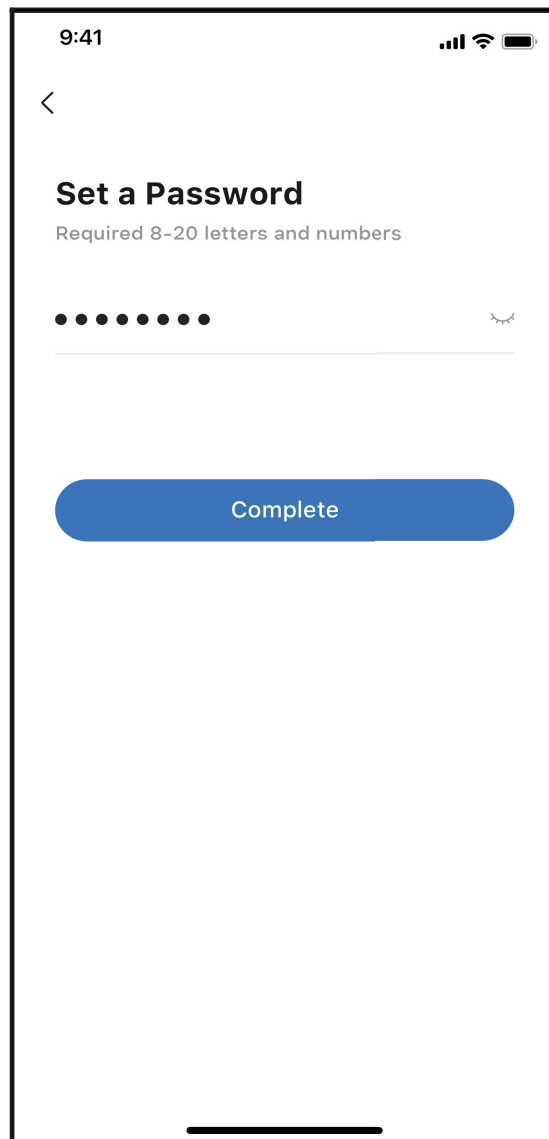 9:41
Set a Password
Required 8-20 letters and numbers
••••••••
Complete